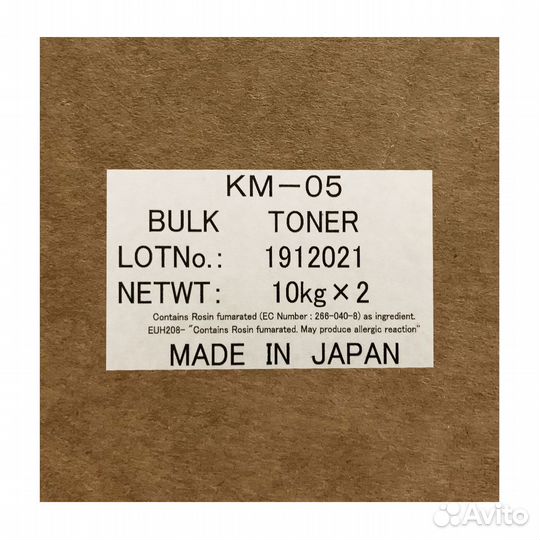 KM-05
BULK TONER
LOTNo.: 1912021
NETWT: 10kg×2
Contains Rosin fumarated (EC Number : 266-040-8) as ingredient.
EUH208- "Contains Rosin fumarated. May produce allergic reaction"
MADE IN JAPAN
Avito